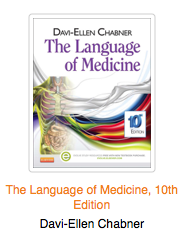 DAVI-ELLEN CHABNER
The Language
of Medicine
10th
EDITION
The Language of Medicine, 10th
Edition
Davi-Ellen Chabner